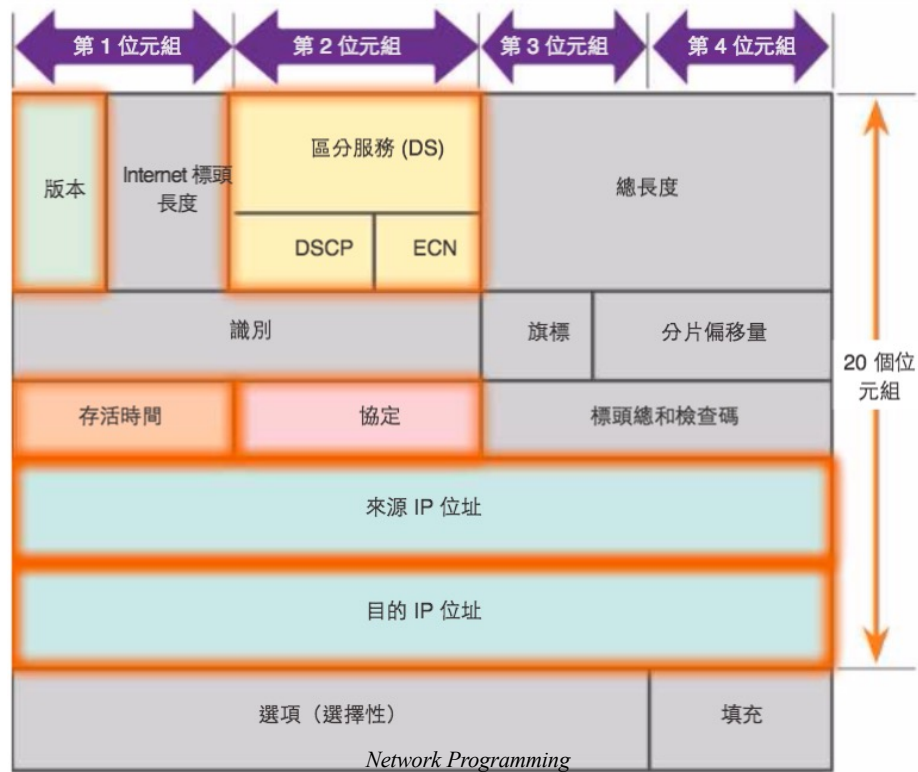 第 1 位元組
第 2 位元組
第 3 位元組
第 4 位元組
版本
Internet 標頭
長度
區分服務 (DS)
DSCP
ECN
總長度
識別
旗標
分片偏移量
20 個位
元組
存活時間
協定
標頭總和檢查碼
來源 IP 位址
目的 IP 位址
選項（選擇性）
填充
Network Programming